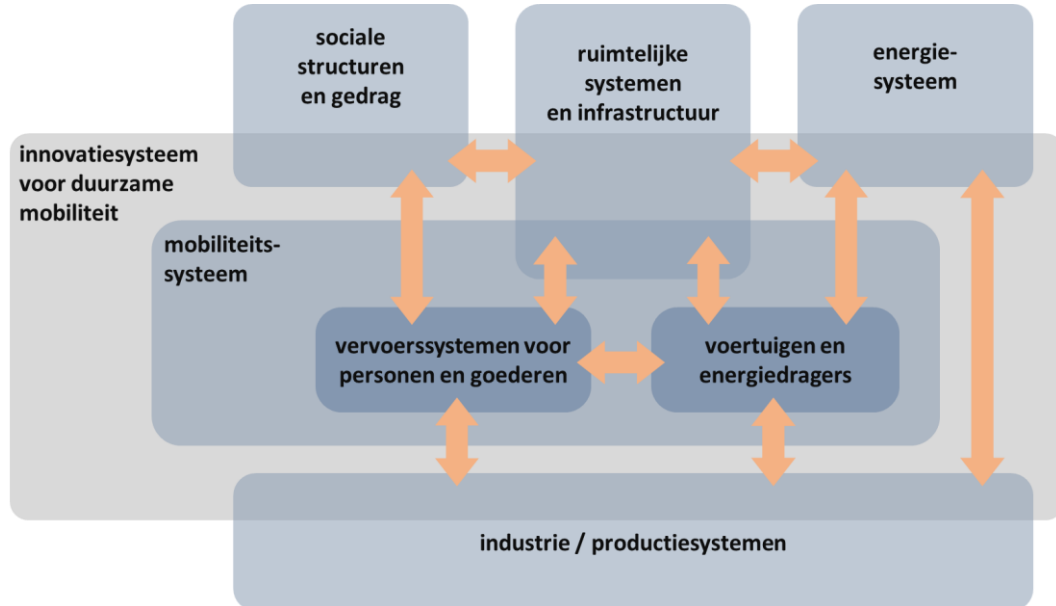 sociale
structuren
en gedrag
ruimtelijke
systemen
en infrastructuur
energie-
systeem
innovatiesysteem
voor duurzame
mobiliteit
mobiliteits-
systeem
vervoerssystemen voor
personen en goederen
voertuigen en
energiedragers
industrie / productiesystemen